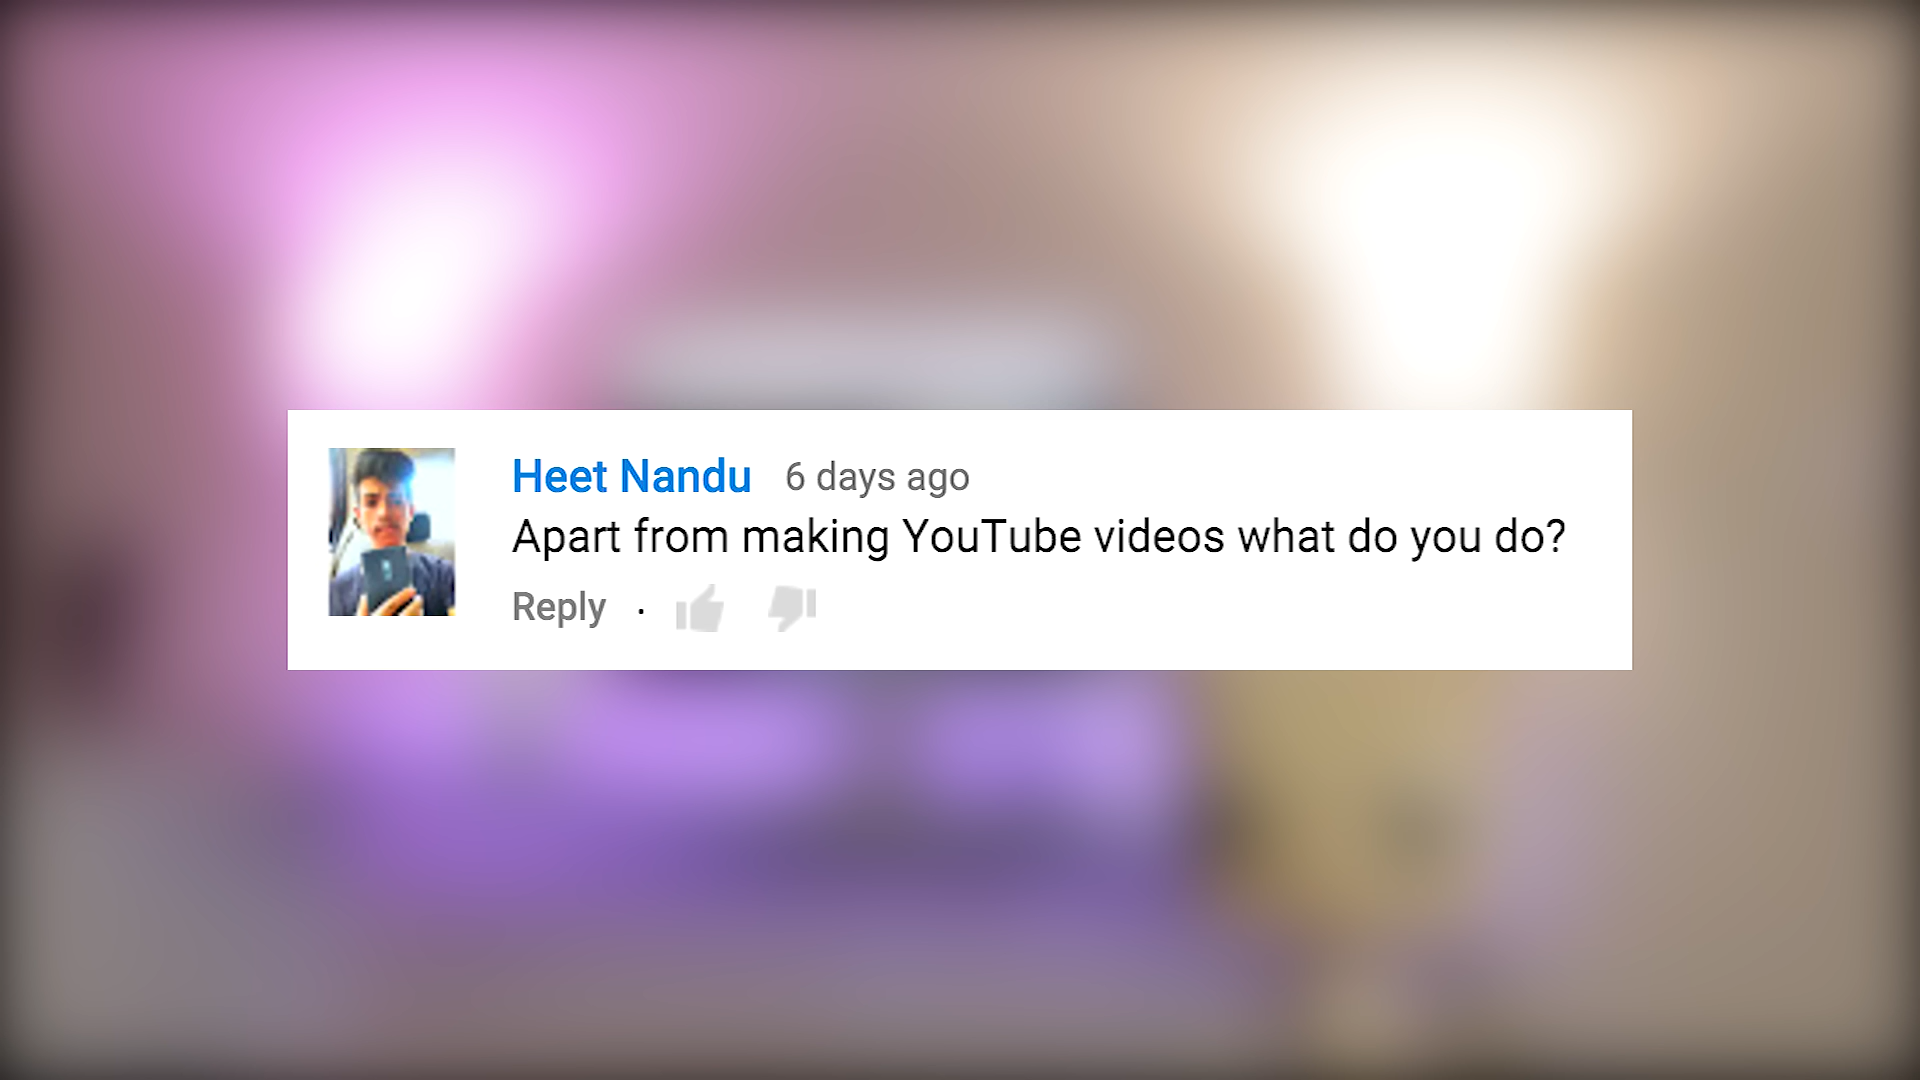 Heet Nandu 6 days ago
Apart from making YouTube videos what do you do?
Reply ·